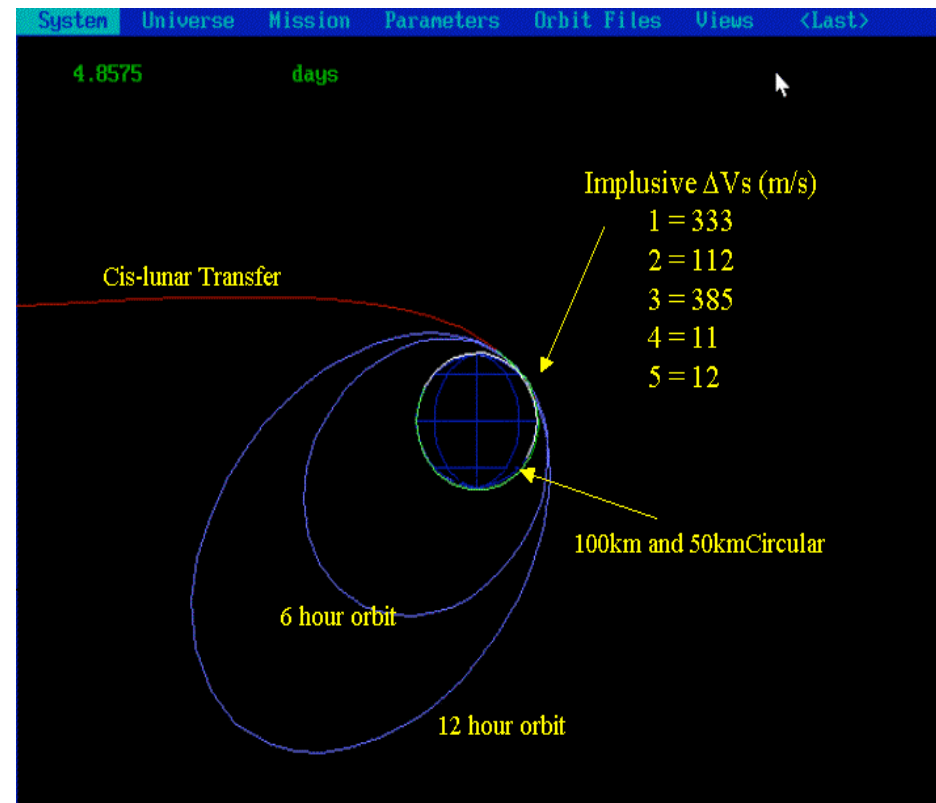 System Universe Mission Parameters Orbit Files Views <Last>
4.8575 days
Implusive ΔVs (m/s)
1 = 333
2 = 112
3 = 385
4 = 11
5 = 12
Cis-lunar Transfer
100km and 50kmCircular
6 hour orbit
12 hour orbit